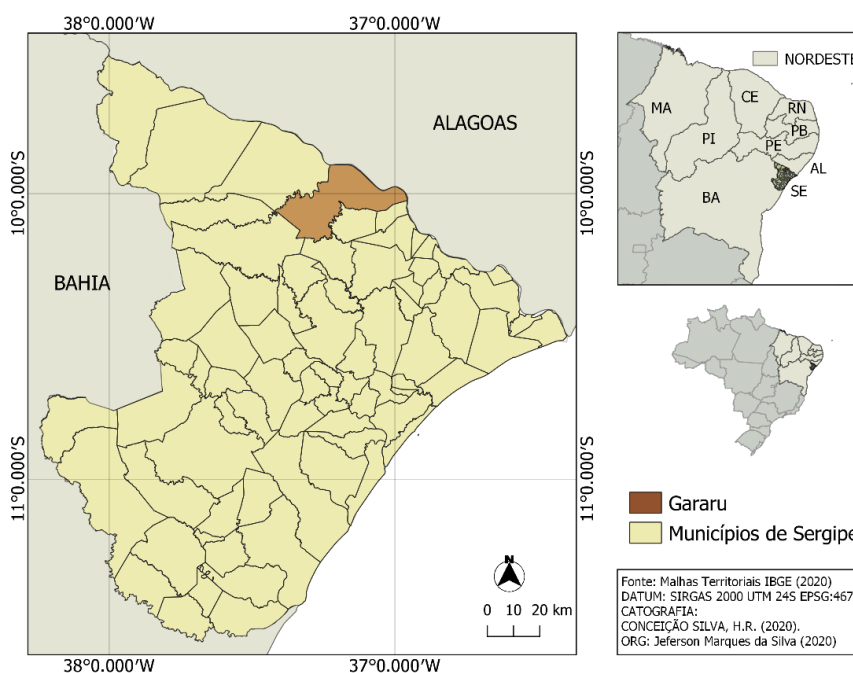 38°0.000'W
37°0.000'W
10°0.000'S
11°0.000'S
ALAGOAS
BAHIA
N
0 10 20 km
10°0.000'S
11°0.000'S
38°0.000'W
37°0.000'W
NORDESTE
MA
CE
RN
PB
PI
PE
AL
BA
SE
Gararu
Municípios de Sergipe
Fonte: Malhas Territoriais IBGE (2020)
DATUM: SIRGAS 2000 UTM 24S EPSG:467
CATOGRAFIA:
CONCEIÇÃO SILVA, H.R. (2020).
ORG: Jeferson Marques da Silva (2020)